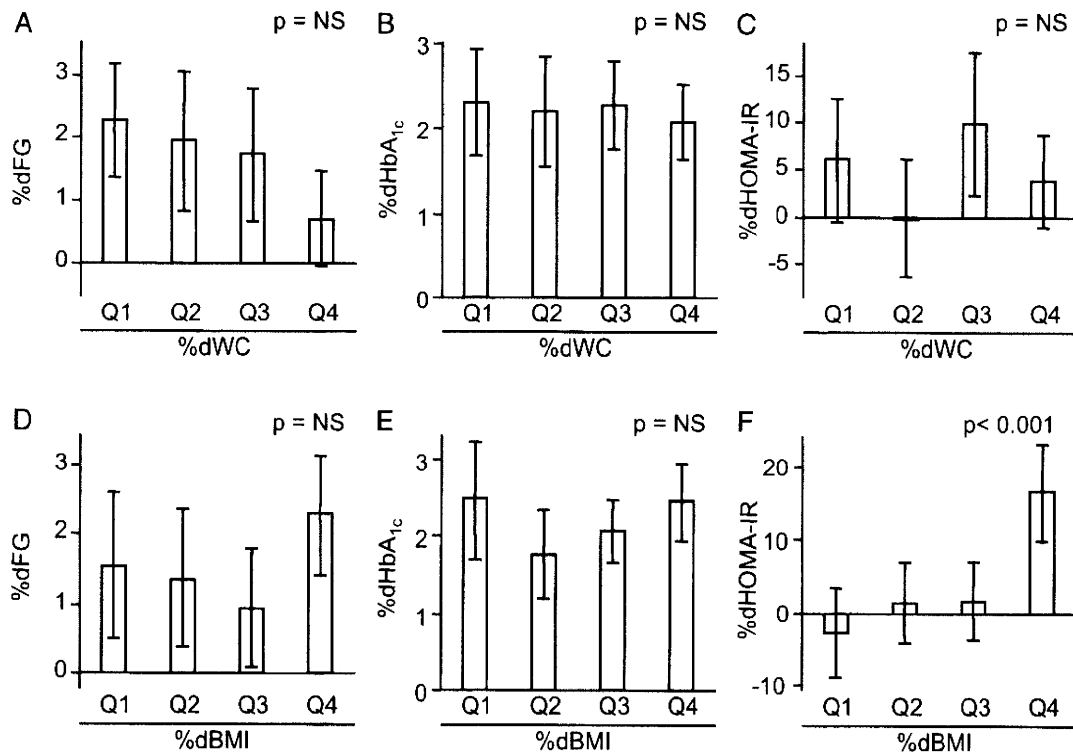 A
p = NS
%dFG
3
2
1
0
Q1 Q2 Q3 Q4
%dWC
B
p = NS
%dHbA1c
3
2
1
0
Q1 Q2 Q3 Q4
%dWC
C
p = NS
%dHOMA-IR
15
10
5
0
-5
Q1 Q2 Q3 Q4
%dWC
D
p = NS
%dFG
3
2
1
0
Q1 Q2 Q3 Q4
%dBMI
E
p = NS
%dHbA1c
3
2
1
0
Q1 Q2 Q3 Q4
%dBMI
F
p< 0.001
%dHOMA-IR
20
10
0
-10
Q1 Q2 Q3 Q4
%dBMI